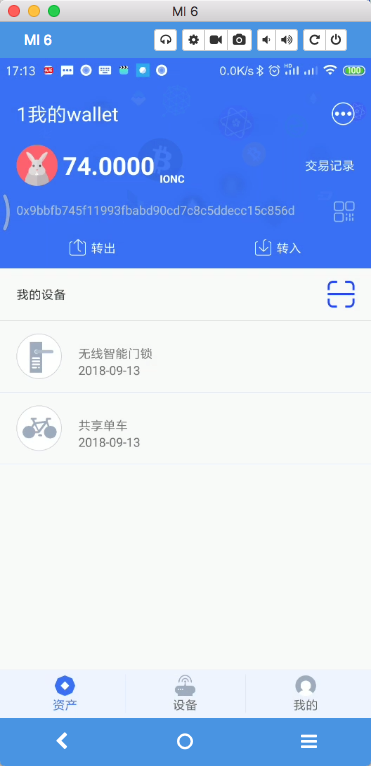 MI 6
MI 6
17:13
0.0K/s
HD
100
1我的wallet
74.0000 IONC
交易记录
0x9bbfb745f11993fbabd90cd7c8c5ddecc15c856d
转出
转入
我的设备
无线智能门锁
2018-09-13
共享单车
2018-09-13
资产
设备
我的